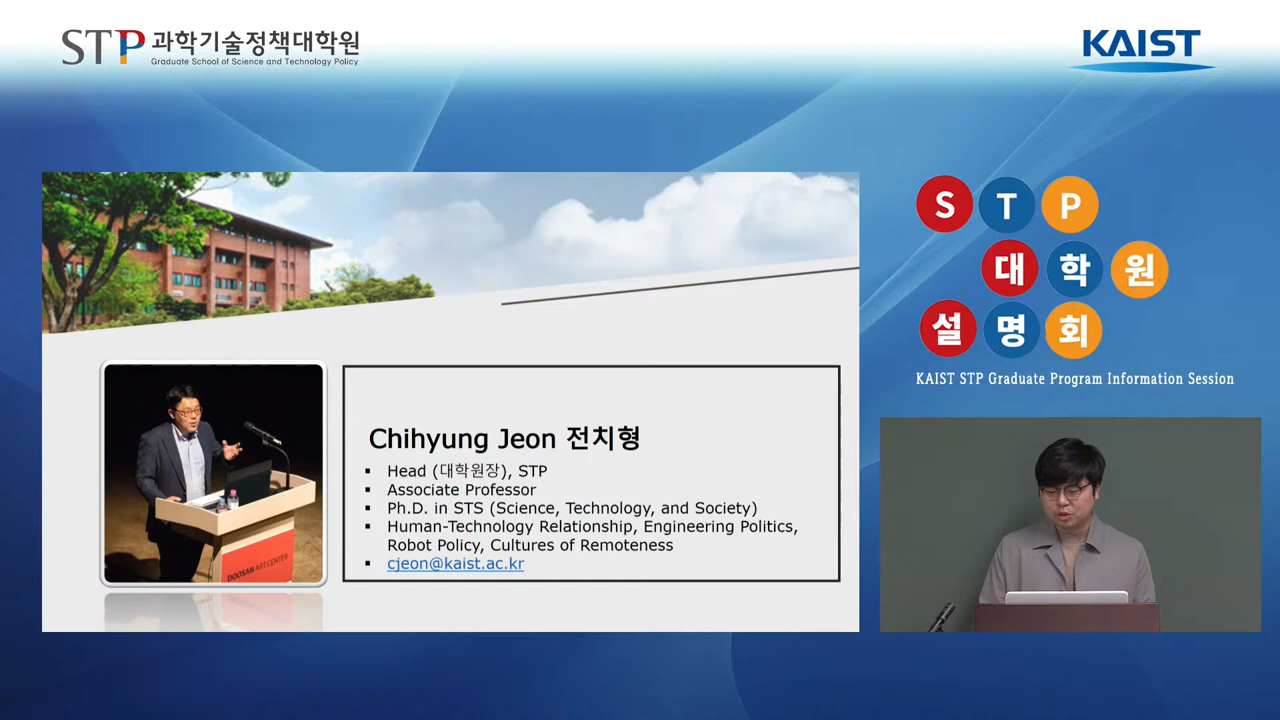 STP 과학기술정책대학원
Graduate School of Science and Technology Policy
KAIST
S T P
대 학 원
설 명 회
KAIST STP Graduate Program Information Session
Chihyung Jeon 전치형
▪ Head (대학원장), STP
▪ Associate Professor
▪ Ph.D. in STS (Science, Technology, and Society)
▪ Human-Technology Relationship, Engineering Politics,
Robot Policy, Cultures of Remoteness
▪ cjeon@kaist.ac.kr
DOOSAN ART CENTER